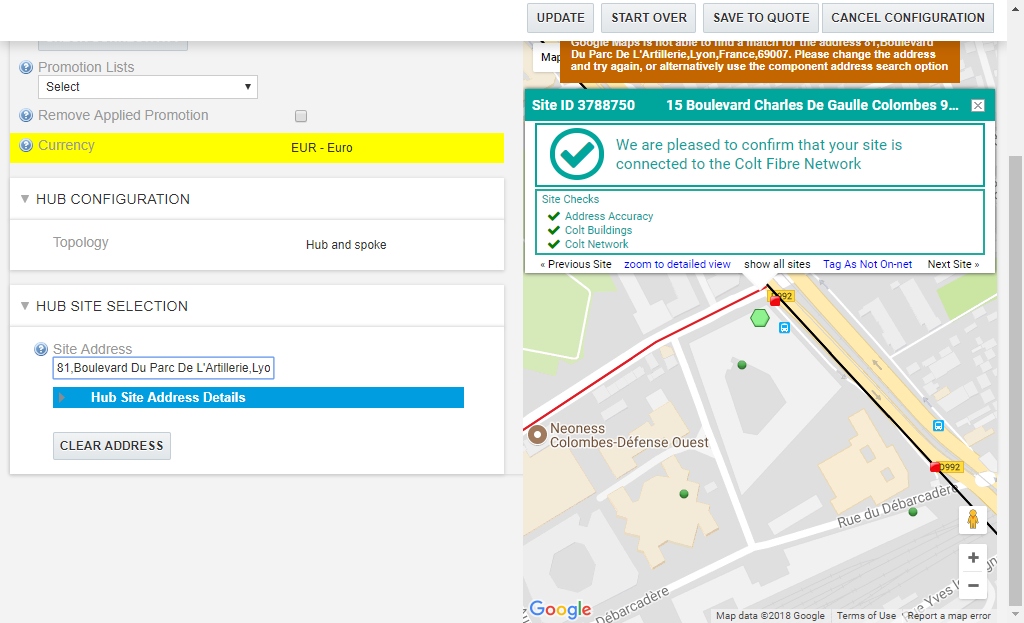 UPDATE
START OVER
SAVE TO QUOTE
CANCEL CONFIGURATION
Promotion Lists
Select
Remove Applied Promotion
Currency
EUR - Euro
HUB CONFIGURATION
Topology
Hub and spoke
HUB SITE SELECTION
Site Address
81,Boulevard Du Parc De L'Artillerie,Lyo
Hub Site Address Details
CLEAR ADDRESS
Map
Google Maps is not able to find a match for the address 81,Boulevard
Du Parc De L'Artillerie,Lyon,France,69007. Please change the address
and try again, or alternatively use the component address search option
Site ID 3788750
15 Boulevard Charles De Gaulle Colombes 9...
We are pleased to confirm that your site is
connected to the Colt Fibre Network
Site Checks
Address Accuracy
Colt Buildings
Colt Network
« Previous Site
zoom to detailed view
show all sites
Tag As Not On-net
Next Site »
D992
Neoness
Colombes-Défense Ouest
D992
Rue du Débarcadère
Débarcadère
Google
Map data ©2018 Google
Terms of Use
Report a map error